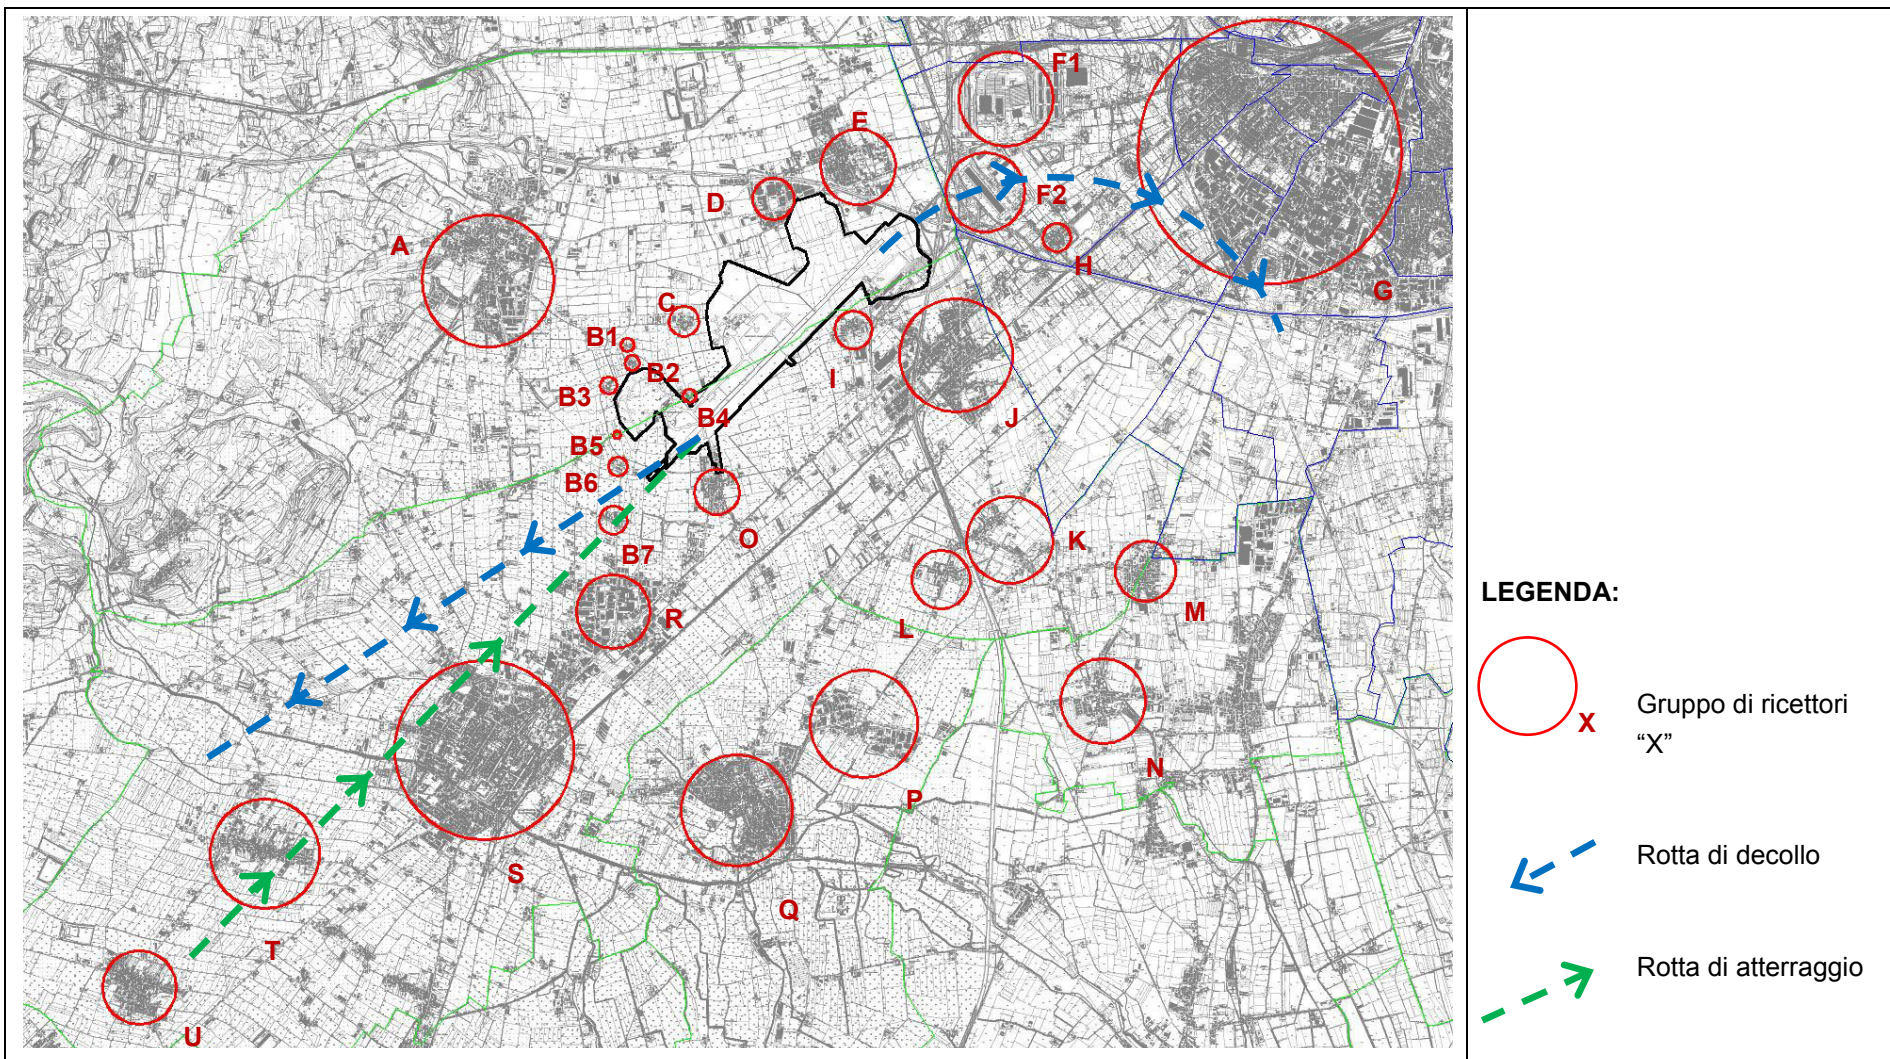 F1
E
D
F2
A
H
G
C
B1
B2
B3
I
J
B4
B5
B6
O
K
B7
R
L
M
N
P
S
Q
T
U
LEGENDA:
X
Gruppo di ricettori
“X”
Rotta di decollo
Rotta di atterraggio